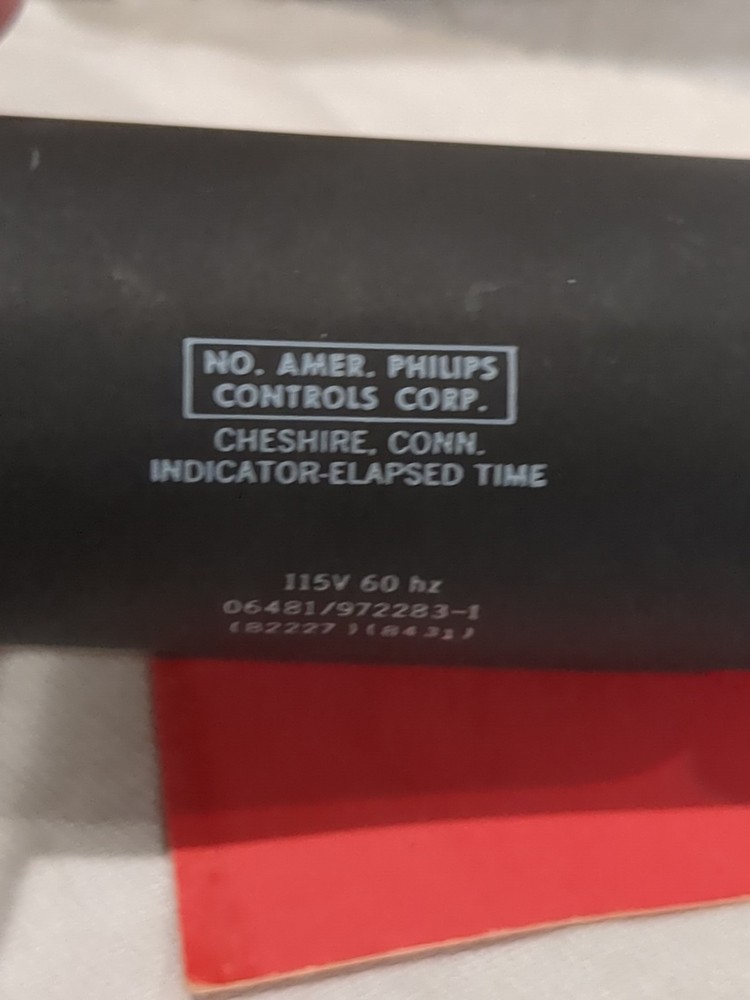 NO. AMER. PHILIPS
CONTROLS CORP.
CHESHIRE, CONN.
INDICATOR-ELAPSED TIME
115V 60 hz
06481/972283-1
(82227)(8431)